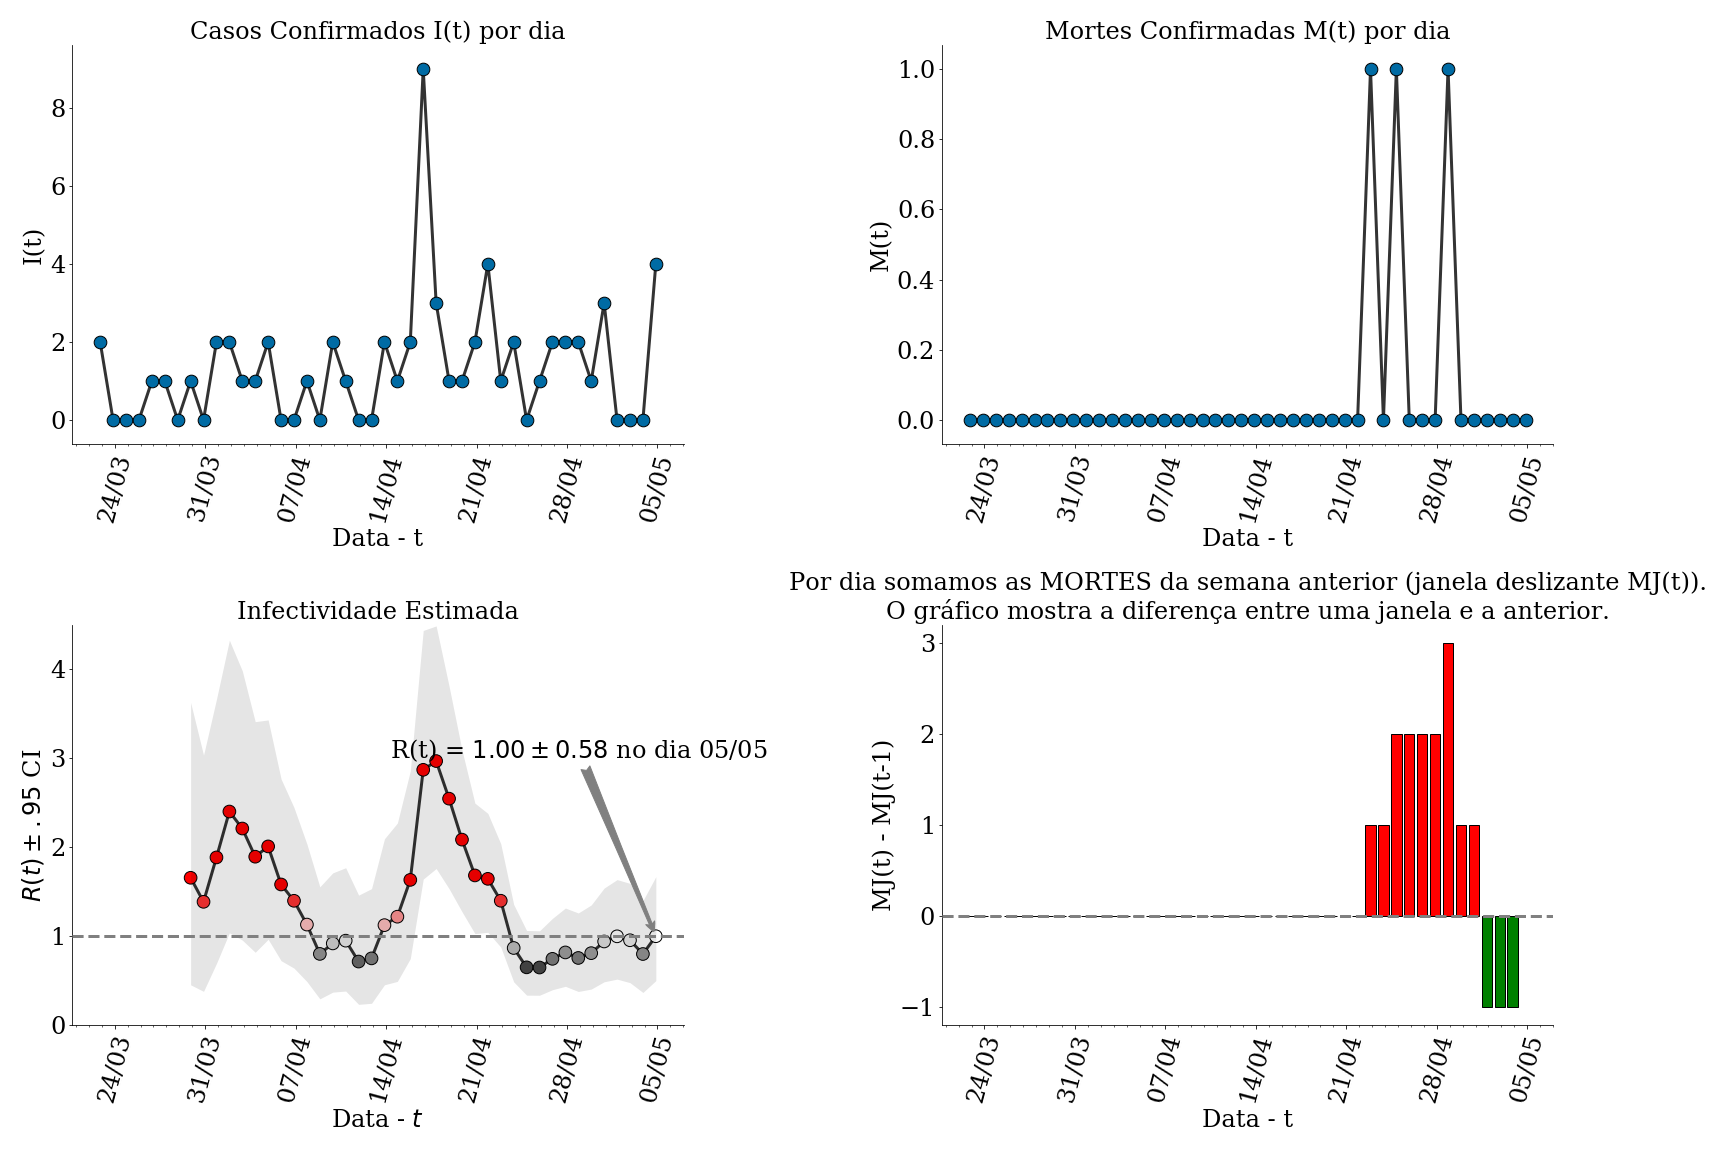 Casos Confirmados I(t) por dia
I(t)
8
6
4
2
0
24/03 31/03 07/04 14/04 21/04 28/04 05/05
Data - t
Mortes Confirmadas M(t) por dia
M(t)
1.0
0.8
0.6
0.4
0.2
0.0
24/03 31/03 07/04 14/04 21/04 28/04 05/05
Data - t
Infectividade Estimada
R(t) ± .95 CI
4
3
2
1
0
R(t) = 1.00 ± 0.58 no dia 05/05
24/03 31/03 07/04 14/04 21/04 28/04 05/05
Data - t
Por dia somamos as MORTES da semana anterior (janela deslizante MJ(t)).
O gráfico mostra a diferença entre uma janela e a anterior.
MJ(t) - MJ(t-1)
3
2
1
0
−1
24/03 31/03 07/04 14/04 21/04 28/04 05/05
Data - t